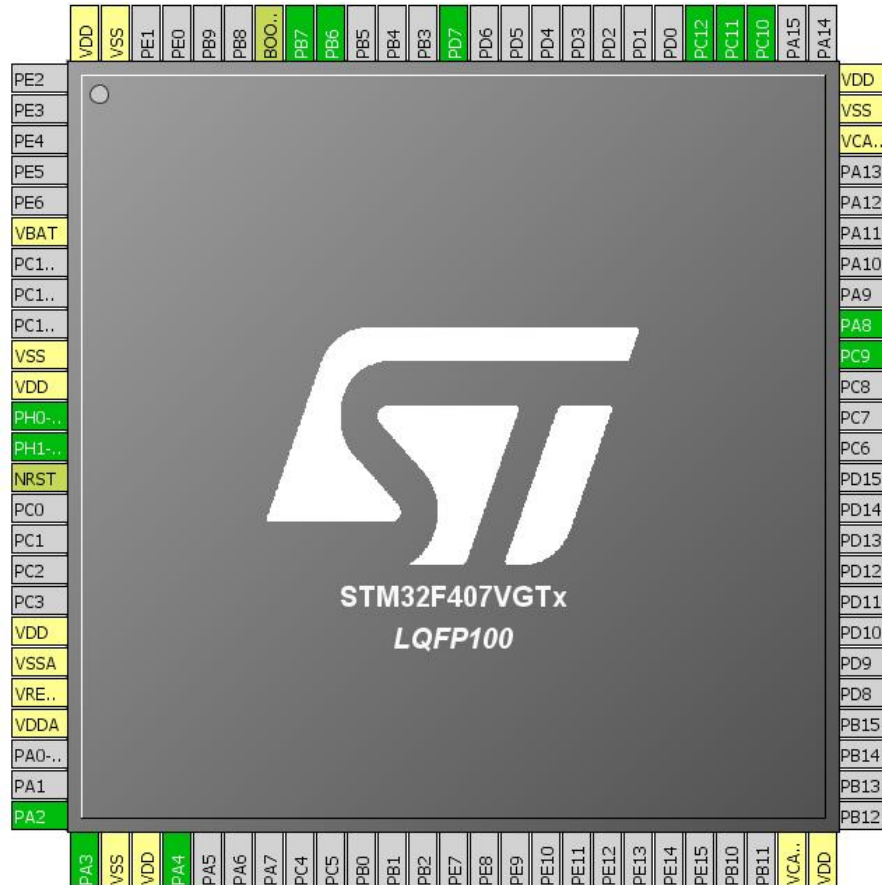 VDD
VSS
PE1
PE0
PB9
PB8
BOO..
PB7
PB6
PB5
PB4
PB3
PD7
PD6
PD5
PD4
PD3
PD2
PD1
PD0
PC12
PC11
PC10
PA15
PA14
PE2
PE3
PE4
PE5
PE6
VBAT
PC1..
PC1..
PC1..
VSS
VDD
PH0-..
PH1-..
NRST
PC0
PC1
PC2
PC3
VDD
VSSA
VRE..
VDDA
PA0-..
PA1
PA2
ST
STM32F407VGTx
LQFP100
VDD
VSS
VCA..
PA13
PA12
PA11
PA10
PA9
PA8
PC9
PC8
PC7
PC6
PD15
PD14
PD13
PD12
PD11
PD10
PD9
PD8
PB15
PB14
PB13
PB12
PA3
VSS
VDD
PA4
PA5
PA6
PA7
PC4
PC5
PB0
PB1
PB2
PE7
PE8
PE9
PE10
PE11
PE12
PE13
PE14
PE15
PB10
PB11
VCA..
VDD